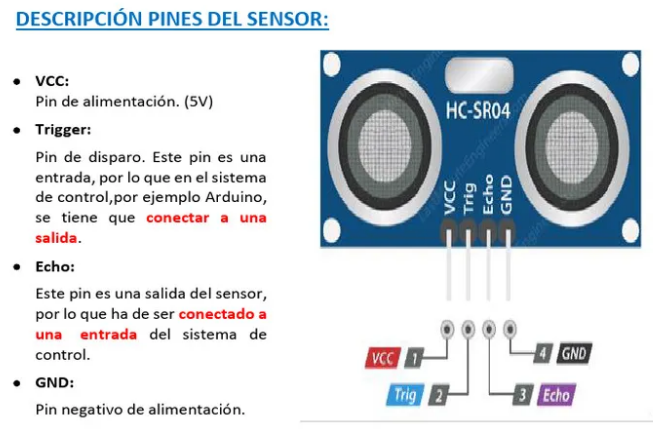 DESCRIPCIÓN PINES DEL SENSOR:
● VCC:
Pin de alimentación. (5V)
● Trigger:
Pin de disparo. Este pin es una
entrada, por lo que en el sistema
de control,por ejemplo Arduino,
se tiene que conectar a una
salida.
● Echo:
Este pin es una salida del sensor,
por lo que ha de ser conectado a
una entrada del sistema de
control.
● GND:
Pin negativo de alimentación.
HC-SR04
VCC
Trig
Echo
GND
VCC 1
4 GND
Trig 2
3 Echo